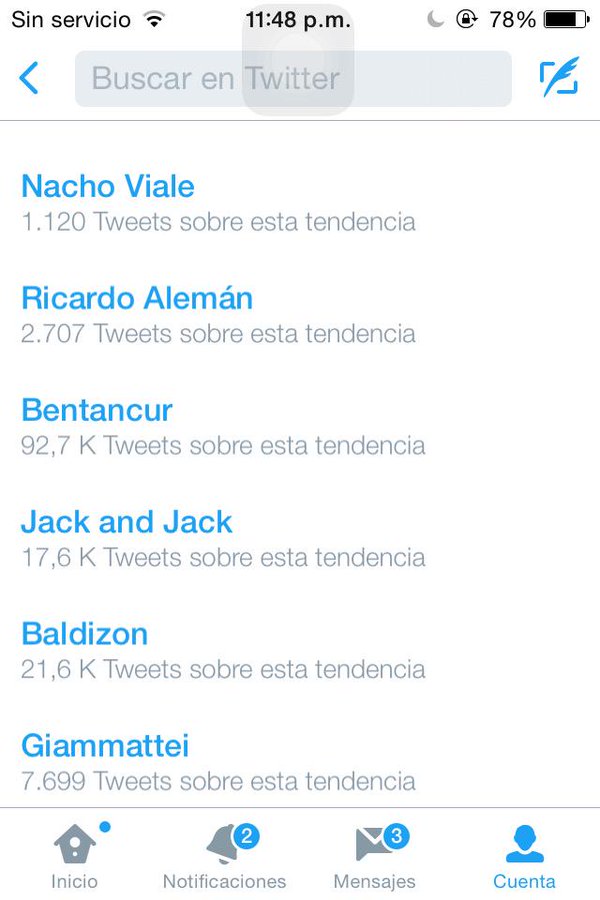 Sin servicio 11:48 p.m. 78%
Buscar en Twitter
Nacho Viale
1.120 Tweets sobre esta tendencia
Ricardo Alemán
2.707 Tweets sobre esta tendencia
Bentancur
92,7 K Tweets sobre esta tendencia
Jack and Jack
17,6 K Tweets sobre esta tendencia
Baldizon
21,6 K Tweets sobre esta tendencia
Giammattei
7.699 Tweets sobre esta tendencia
2 3
Inicio Notificaciones Mensajes Cuenta